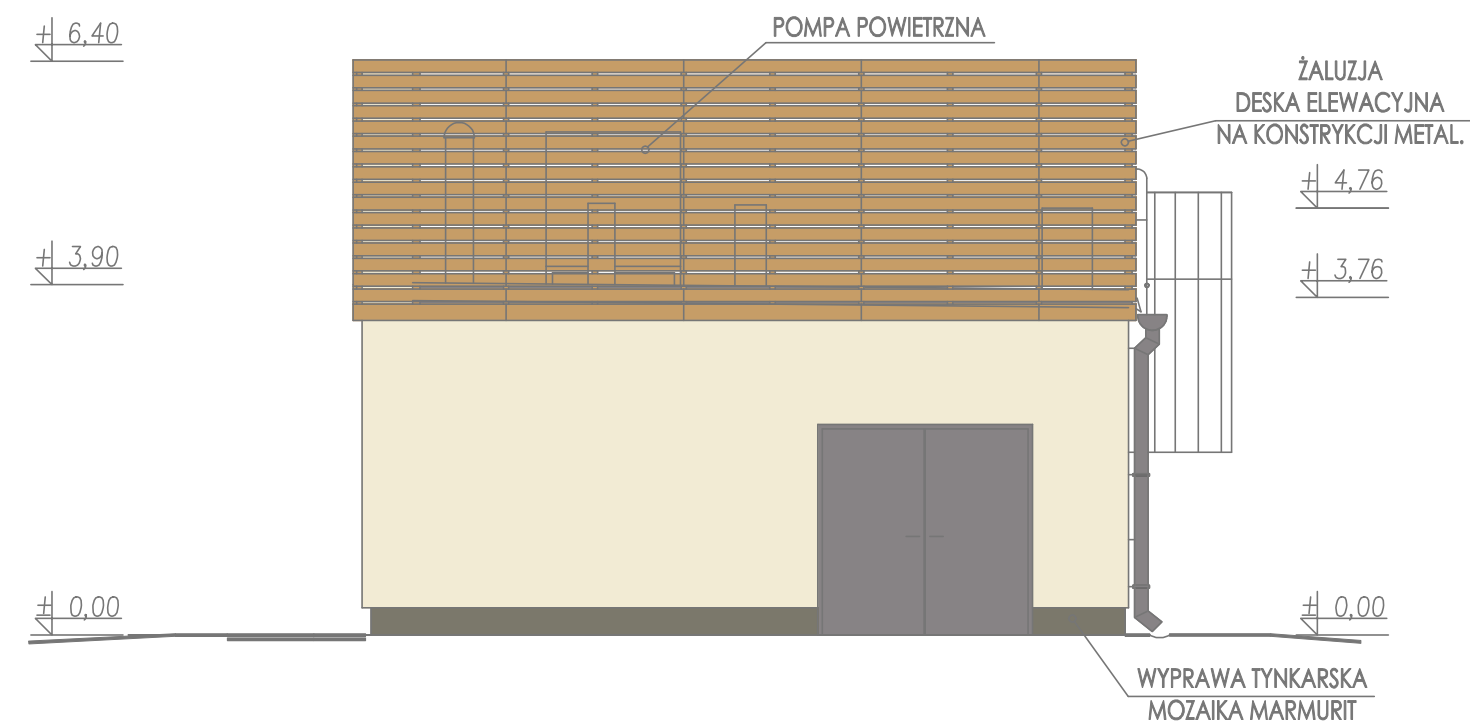 ± 6,40
POMPA POWIETRZNA
ŻALUZJA
DESKA ELEWACYJNA
NA KONSTRYKCJI METAL.
± 4,76
± 3,90
± 3,76
± 0,00
± 0,00
WYPRAWA TYNKARSKA
MOZAIKA MARMURIT